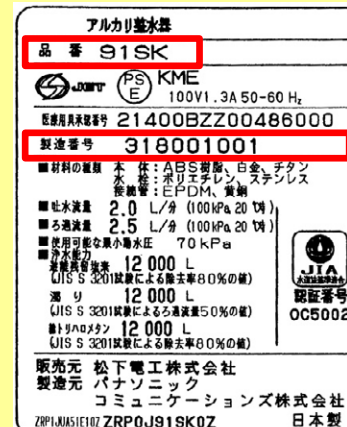 アルカリ整水器
品番 91SK
JET PS E KME
100V1.3A 50-60 Hz
医療用具承認番号 21400BZZ00486000
製造番号 318001001
■材料の種類 本体:ABS樹脂、白金、チタン
水栓:ポリエチレン、ステンレス
接続管:EPDM、黄銅
■吐水流量 2.0 L/分 (100kPa, 20℃時)
■ろ過流量 2.5 L/分 (100kPa, 20℃時)
■使用可能な最小動水圧 70kPa
■浄水能力
遊離残留塩素 12 000 L
(JIS S 3201試験による除去率80%の値)
濁り 12 000 L
(JIS S 3201試験によるろ過流量50%の値)
総トリハロメタン 12 000 L
(JIS S 3201試験による除去率80%の値)
JIA
認証番号
OC5002
販売元 松下電工株式会社
製造元 パナソニック
コミュニケーションズ株式会社
ZRP1JUA51E10Z ZRP0J91SK0Z 日本製